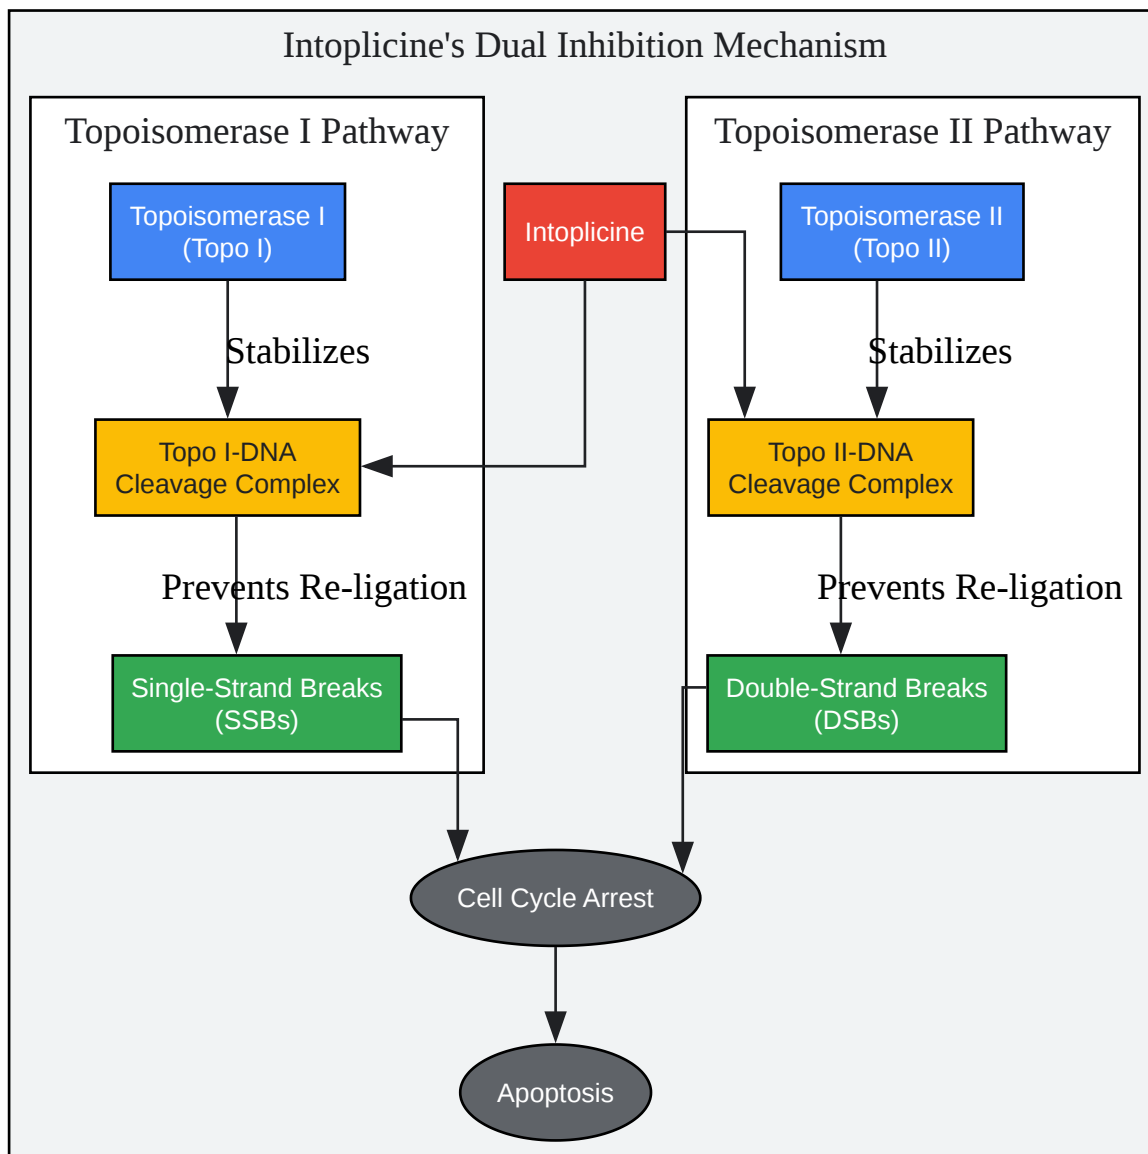 Intoplicine's Dual Inhibition Mechanism
Topoisomerase I Pathway
Topoisomerase II Pathway
Topoisomerase I
(Topo I)
Intoplicine
Topoisomerase II
(Topo II)
Stabilizes
Stabilizes
Topo I-DNA
Cleavage Complex
Topo II-DNA
Cleavage Complex
Prevents Re-ligation
Prevents Re-ligation
Single-Strand Breaks
(SSBs)
Double-Strand Breaks
(DSBs)
Cell Cycle Arrest
Apoptosis